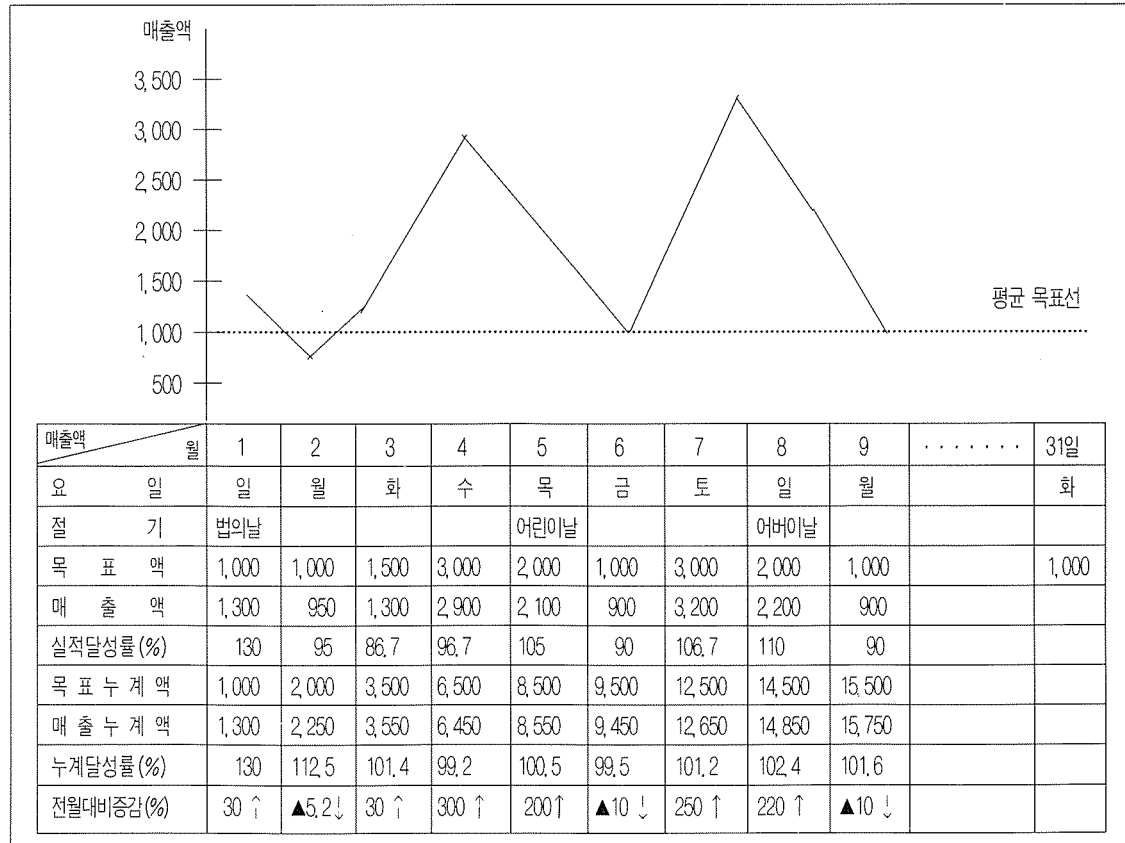 매출액
3,500
3,000
2,500
2,000
1,500
평균 목표선
1,000
500
매출액 월 1 2 3 4 5 6 7 8 9 ······· 31일
요 일 일 월 화 수 목 금 토 일 월 화
절 기 법의날 어린이날 어버이날
목 표 액 1,000 1,000 1,500 3,000 2,000 1,000 3,000 2,000 1,000 1,000
매 출 액 1,300 950 1,300 2,900 2,100 900 3,200 2,200 900
실적달성률(%) 130 95 86.7 96.7 105 90 106.7 110 90
목 표 누 계 액 1,000 2,000 3,500 6,500 8,500 9,500 12,500 14,500 15,500
매 출 누 계 액 1,300 2,250 3,550 6,450 8,550 9,450 12,650 14,850 15,750
누계달성률(%) 130 112.5 101.4 99.2 100.5 99.5 101.2 102.4 101.6
전월대비증감(%) 30 ↑ ▲5.2↓ 30 ↑ 300 ↑ 200↑ ▲10 ↓ 250 ↑ 220 ↑ ▲10 ↓